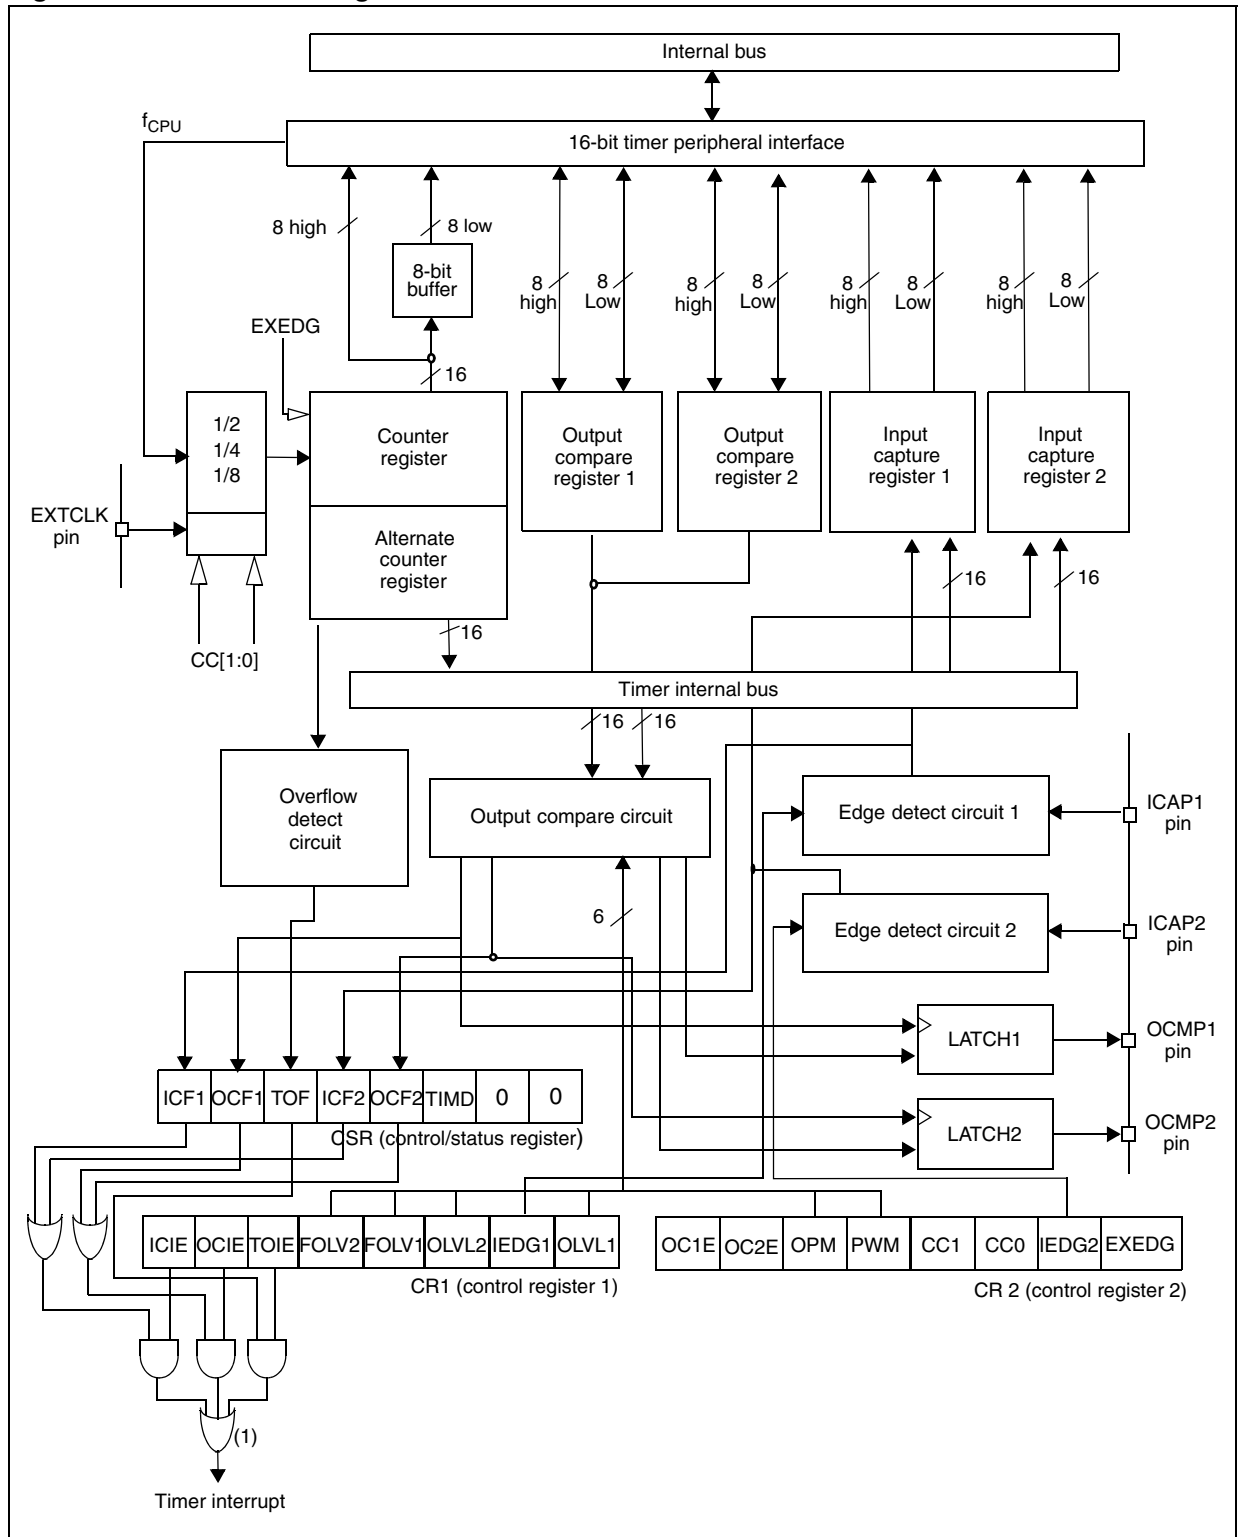 Internal bus
fCPU
16-bit timer peripheral interface
8 high
8 low
8-bit
buffer
8
high
8
Low
8
high
8
Low
8
high
8
Low
8
high
8
Low
EXEDG
16
1/2
1/4
1/8
Counter
register
Output
compare
register 1
Output
compare
register 2
Input
capture
register 1
Input
capture
register 2
EXTCLK
pin
Alternate
counter
register
16
16
16
CC[1:0]
Timer internal bus
16
16
Overflow
detect
circuit
Output compare circuit
Edge detect circuit 1
ICAP1
pin
6
Edge detect circuit 2
ICAP2
pin
LATCH1
OCMP1
pin
ICF1 OCF1 TOF ICF2 OCF2 TIMD 0 0
CSR (control/status register)
LATCH2
OCMP2
pin
ICIE OCIE TOIE FOLV2 FOLV1 OLVL2 IEDG1 OLVL1
CR1 (control register 1)
OC1E OC2E OPM PWM CC1 CC0 IEDG2 EXEDG
CR 2 (control register 2)
(1)
Timer interrupt